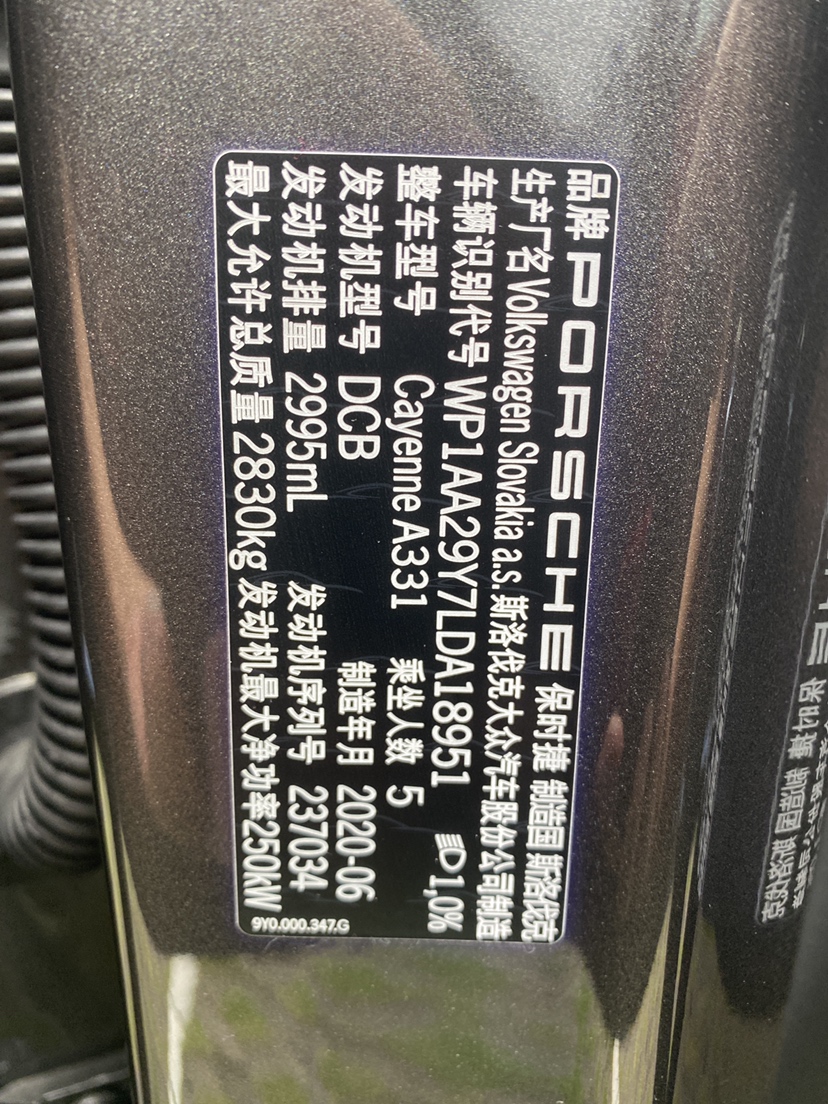 品牌 PORSCHE 保时捷 制造国 斯洛伐克
生产厂名 Volkswagen Slovakia a.s. 斯洛伐克大众汽车股份公司制造
车辆识别代号 WP1AA29Y7LDA18951 1,0%
整车型号 Cayenne A331 乘坐人数 5
发动机型号 DCB 制造年月 2020-06
发动机排量 2995mL 发动机序列号 237034
最大允许总质量 2830kg 发动机最大净功率250kW
9Y0.000.347.G